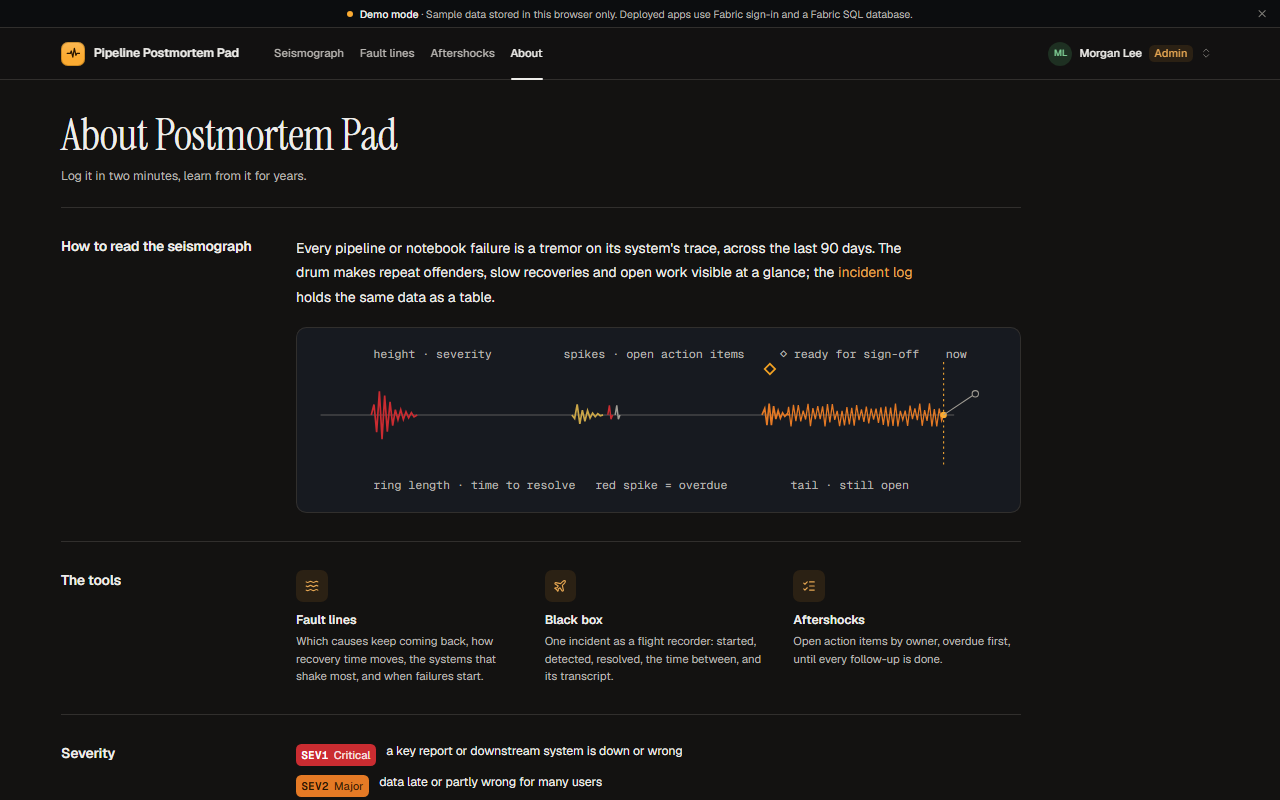 Demo mode · Sample data stored in this browser only. Deployed apps use Fabric sign-in and a Fabric SQL database.
Pipeline Postmortem Pad
Seismograph Fault lines Aftershocks About
ML Morgan Lee Admin
About Postmortem Pad
Log it in two minutes, learn from it for years.
How to read the seismograph
Every pipeline or notebook failure is a tremor on its system's trace, across the last 90 days. The
drum makes repeat offenders, slow recoveries and open work visible at a glance; the incident log
holds the same data as a table.
height · severity
spikes · open action items
◇ ready for sign-off
now
ring length · time to resolve
red spike = overdue
tail · still open
The tools
Fault lines
Which causes keep coming back, how
recovery time moves, the systems that
shake most, and when failures start.
Black box
One incident as a flight recorder: started,
detected, resolved, the time between, and
its transcript.
Aftershocks
Open action items by owner, overdue first,
until every follow-up is done.
Severity
SEV1 Critical a key report or downstream system is down or wrong
SEV2 Major data late or partly wrong for many users